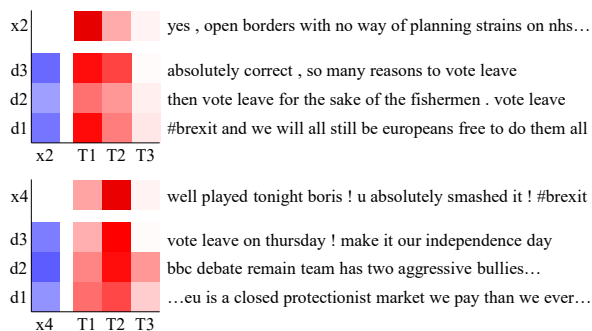 x2 yes , open borders with no way of planning strains on nhs…
d3 absolutely correct , so many reasons to vote leave
d2 then vote leave for the sake of the fishermen . vote leave
d1 #brexit and we will all still be europeans free to do them all
x2 T1 T2 T3
x4 well played tonight boris ! u absolutely smashed it ! #brexit
d3 vote leave on thursday ! make it our independence day
d2 bbc debate remain team has two aggressive bullies…
d1 …eu is a closed protectionist market we pay than we ever…
x4 T1 T2 T3